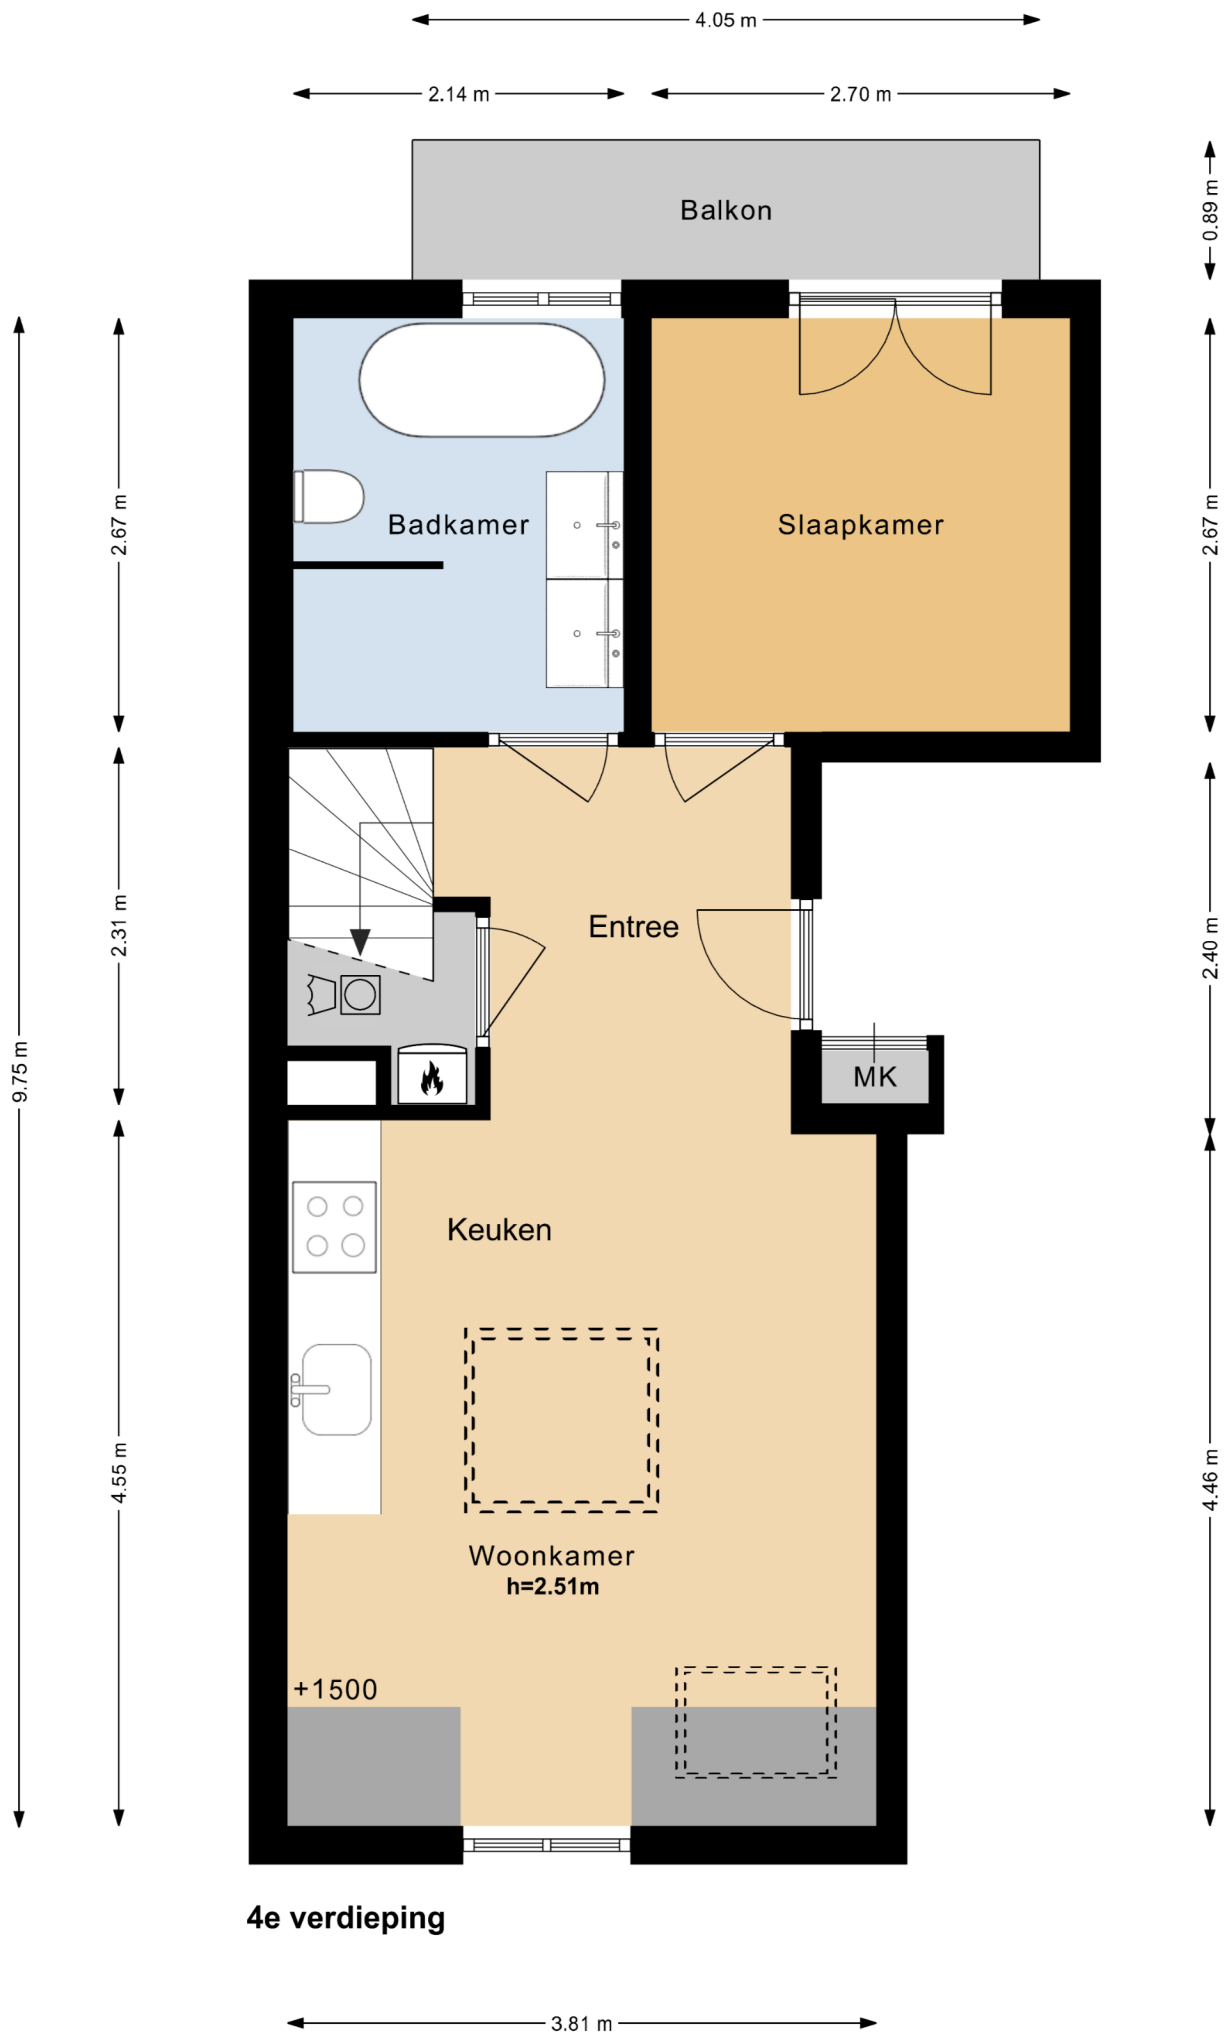 4.05 m
2.14 m
2.70 m
Balkon
0.89 m
Badkamer
Slaapkamer
2.67 m
2.67 m
Entree
2.31 m
2.40 m
9.75 m
MK
Keuken
4.55 m
4.46 m
Woonkamer
h=2.51m
+1500
4e verdieping
3.81 m